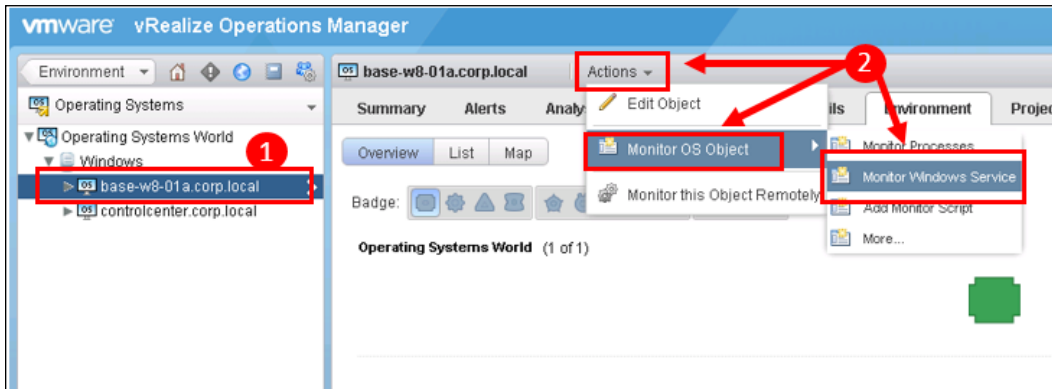 vmware vRealize Operations Manager
Environment
base-w8-01a.corp.local
Actions
Operating Systems
Summary Alerts Environment
Edit Object
Operating Systems World
Windows
1
2
Overview List Map
Monitor OS Object
Monitor Processes
base-w8-01a.corp.local
Monitor Windows Service
controlcenter.corp.local
Badge:
Monitor this Object Remotely
Add Monitor Script
More...
Operating Systems World (1 of 1)